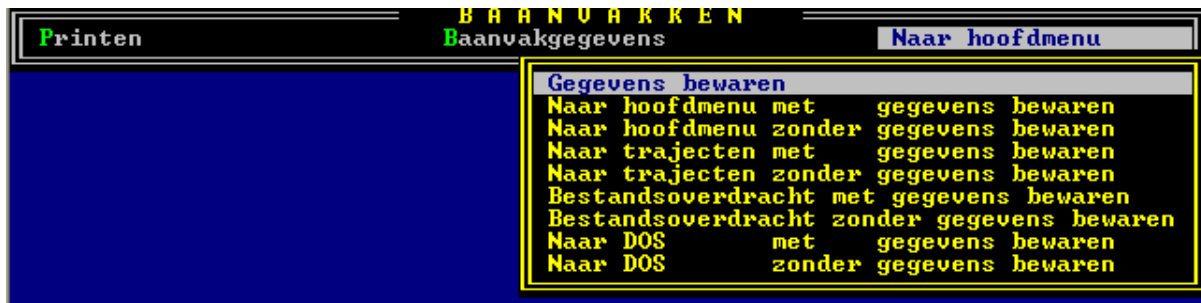 BAANVAKKEN
Printen Baanvakgegevens Naar hoofdmenu
Gegevens bewaren
Naar hoofdmenu met gegevens bewaren
Naar hoofdmenu zonder gegevens bewaren
Naar trajecten met gegevens bewaren
Naar trajecten zonder gegevens bewaren
Bestandsoverdracht met gegevens bewaren
Bestandsoverdracht zonder gegevens bewaren
Naar DOS met gegevens bewaren
Naar DOS zonder gegevens bewaren